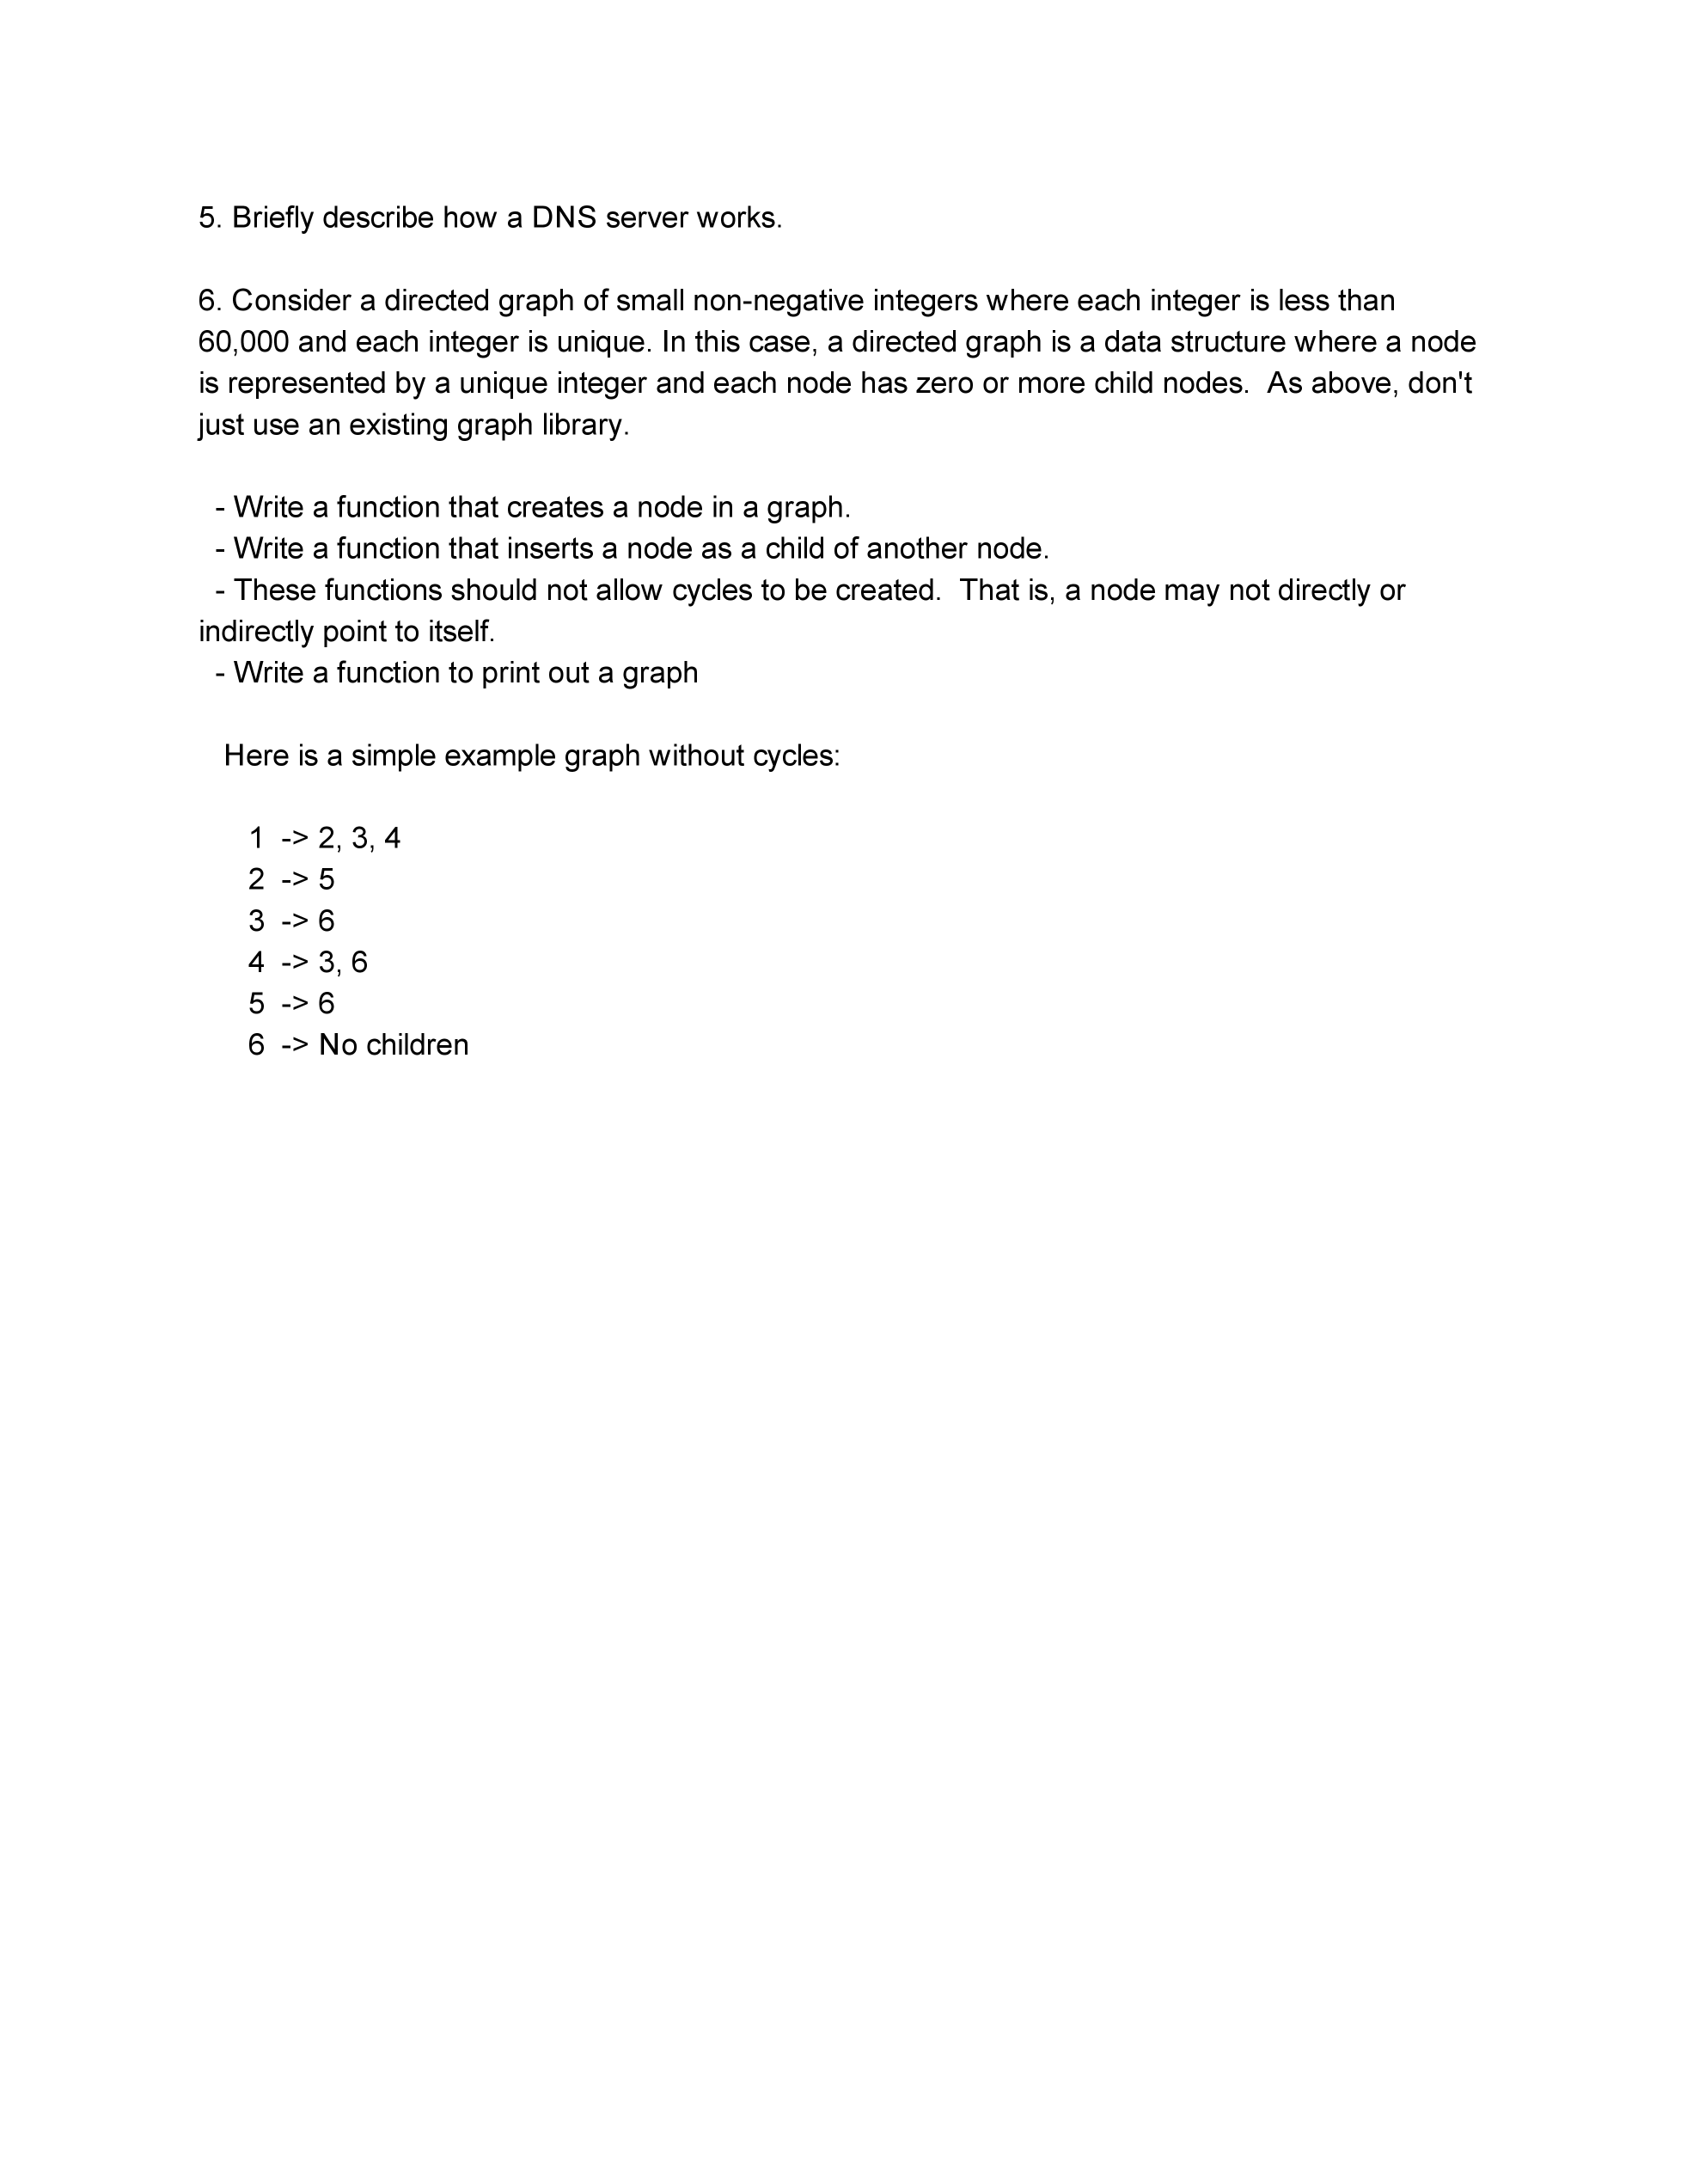 5. Briefly describe how a DNS server works.
6. Consider a directed graph of small non-negative integers where each integer is less than
60,000 and each integer is unique. In this case, a directed graph is a data structure where a node
is represented by a unique integer and each node has zero or more child nodes.  As above, don't
just use an existing graph library.
- Write a function that creates a node in a graph.
- Write a function that inserts a node as a child of another node.
- These functions should not allow cycles to be created.  That is, a node may not directly or
indirectly point to itself.
- Write a function to print out a graph
Here is a simple example graph without cycles:
1  -> 2, 3, 4
2  -> 5
3  -> 6
4  -> 3, 6
5  -> 6
6  -> No children